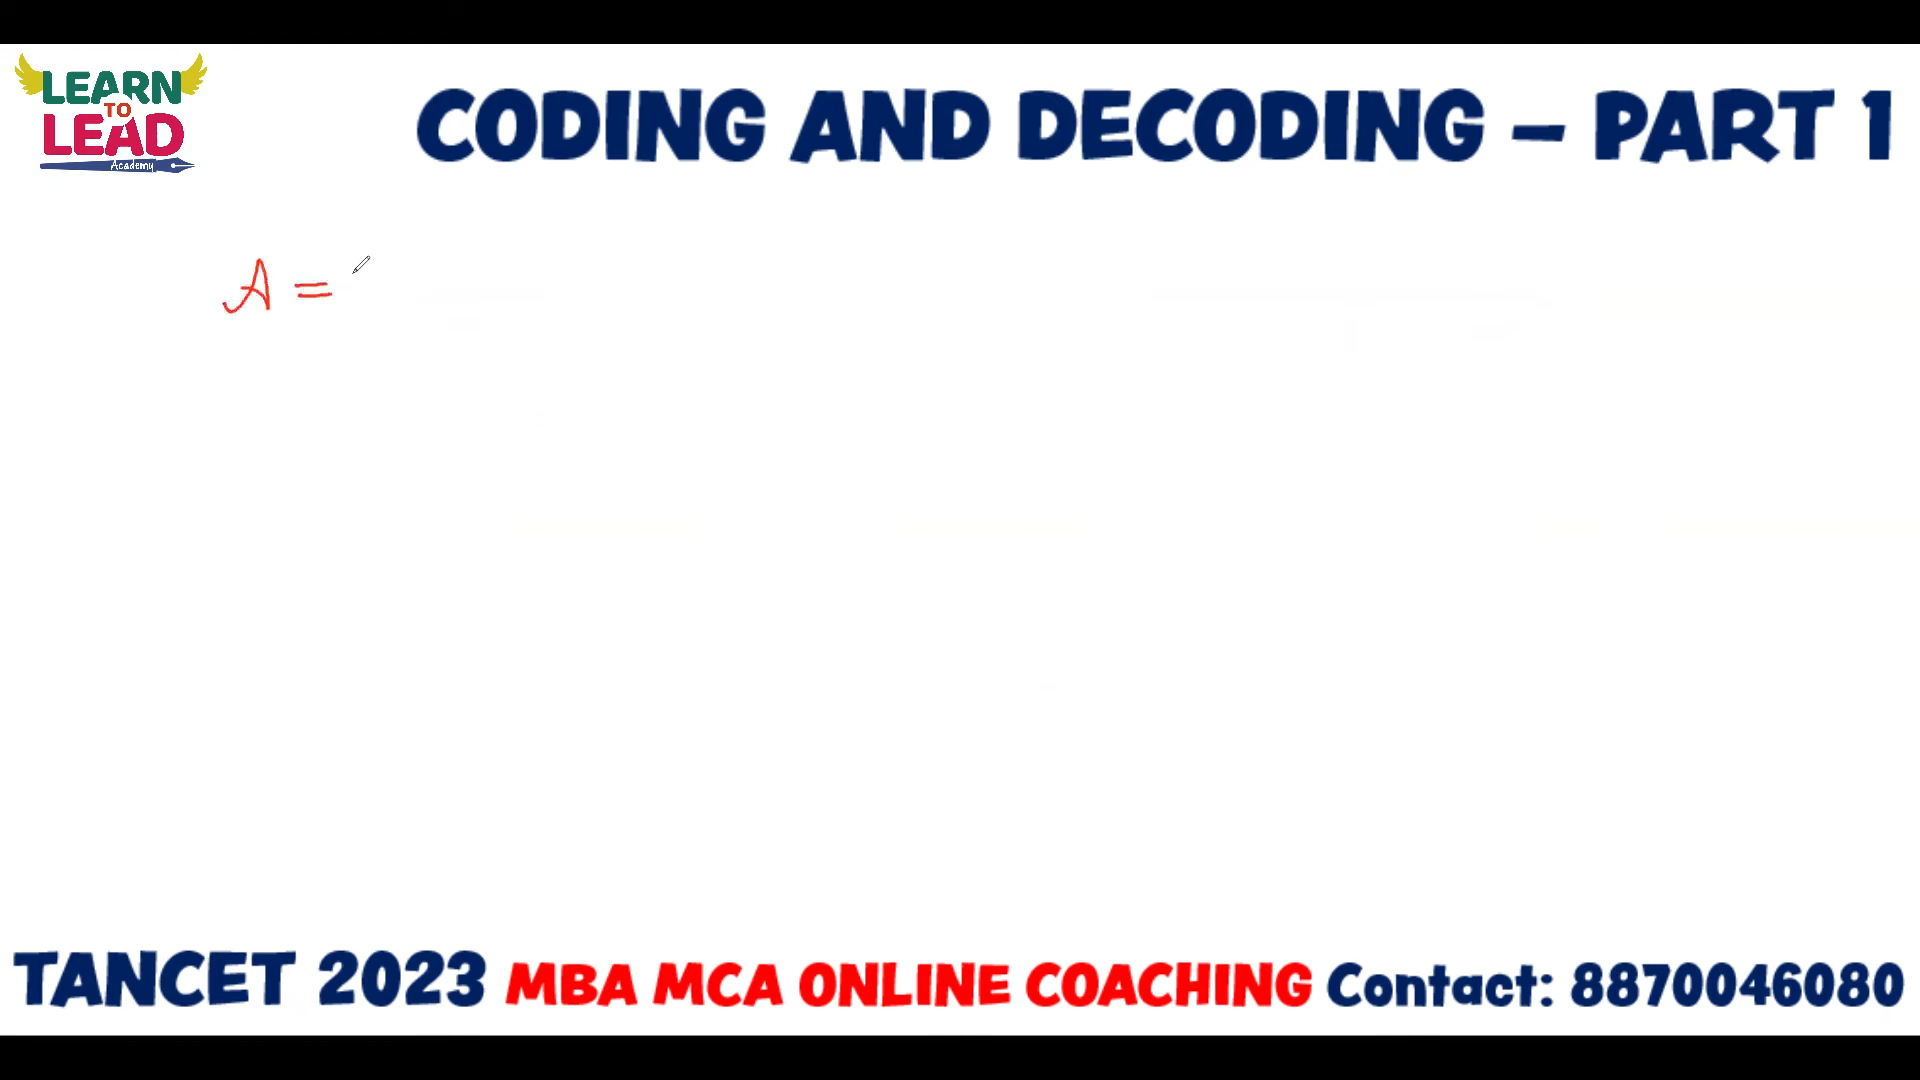 LEARN
TO
LEAD
Academy
CODING AND DECODING – PART 1
A =
TANCET 2023 MBA MCA ONLINE COACHING Contact: 8870046080